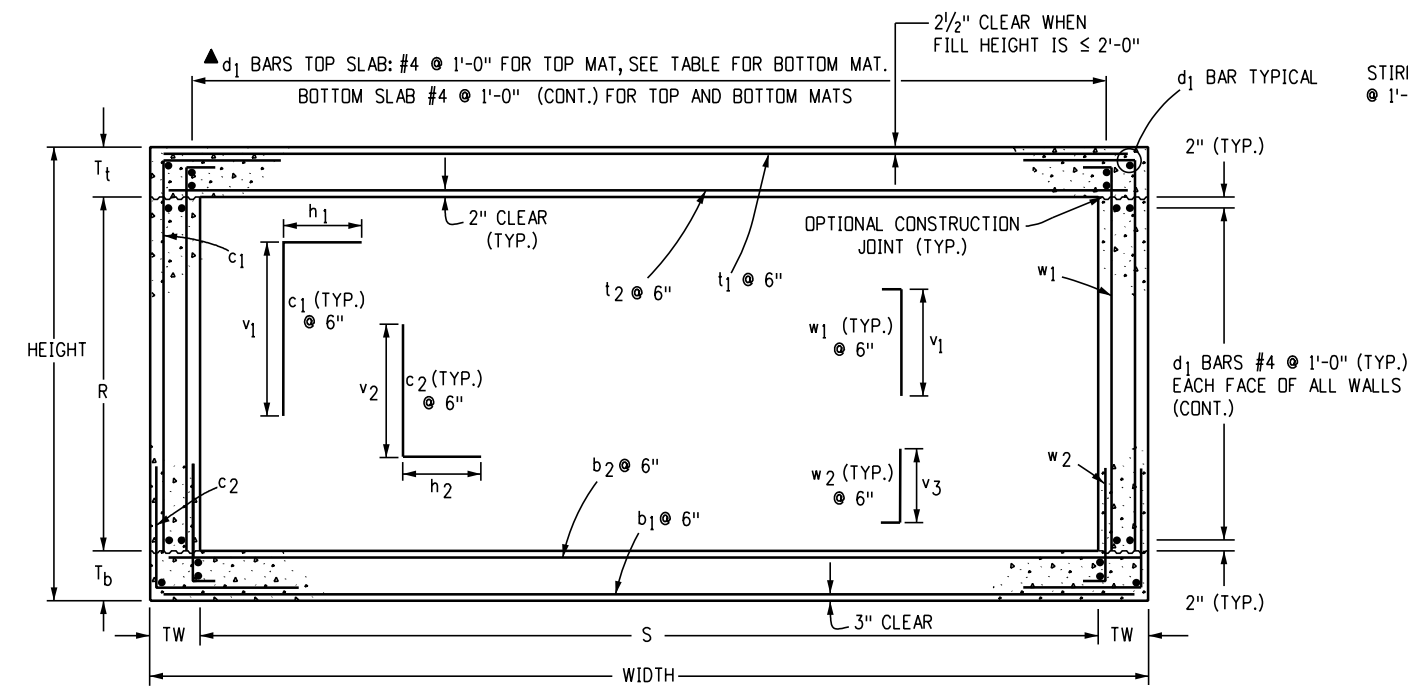 2½" CLEAR WHEN
FILL HEIGHT IS ≤ 2'-0"
▲ d1 BARS TOP SLAB: #4 @ 1'-0" FOR TOP MAT, SEE TABLE FOR BOTTOM MAT.
BOTTOM SLAB #4 @ 1'-0" (CONT.) FOR TOP AND BOTTOM MATS
d1 BAR TYPICAL
@ 1'-
Tt
2" (TYP.)
h1
2" CLEAR
(TYP.)
OPTIONAL CONSTRUCTION
JOINT (TYP.)
c1
t2 @ 6"
t1 @ 6"
w1
v1
c1 (TYP.)
@ 6"
w1 (TYP.)
@ 6"
v1
HEIGHT
R
v2
c2 (TYP.)
@ 6"
d1 BARS #4 @ 1'-0" (TYP.)
EACH FACE OF ALL WALLS
(CONT.)
h2
c2
b2 @ 6"
b1 @ 6"
w2 (TYP.)
@ 6"
v3
w2
Tb
3" CLEAR
2" (TYP.)
TW
S
TW
WIDTH